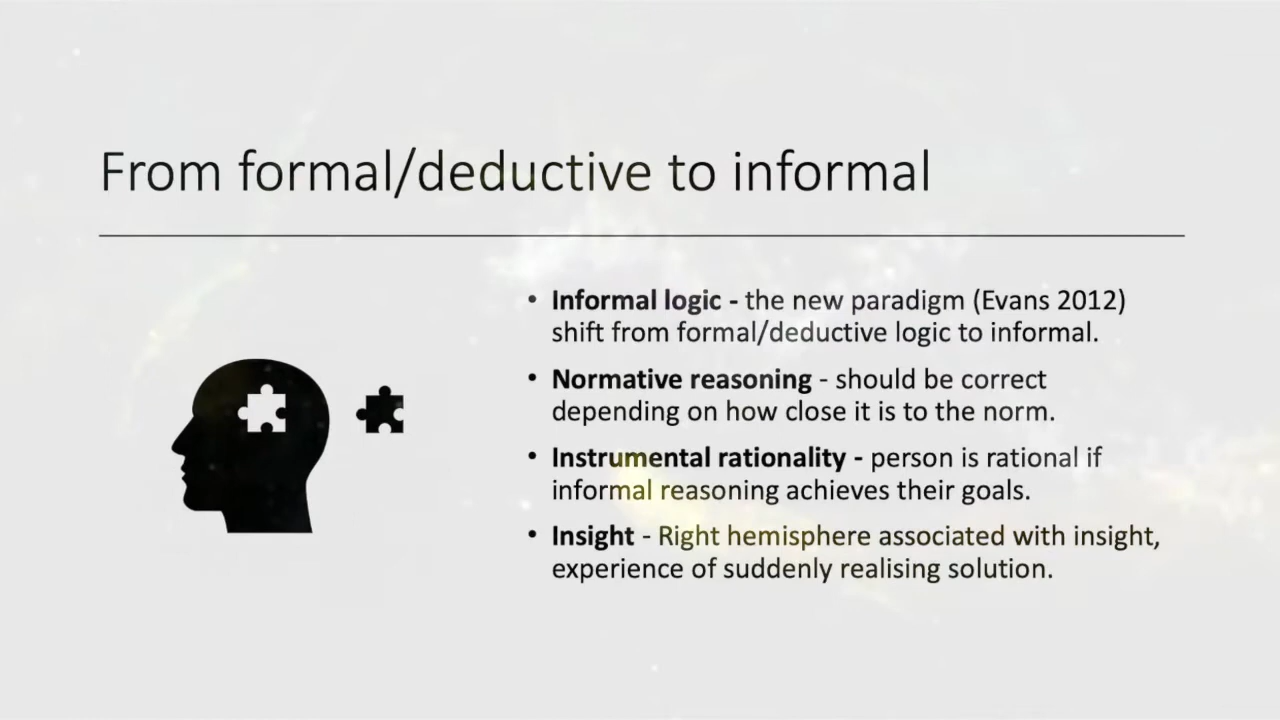 From formal/deductive to informal
• Informal logic - the new paradigm (Evans 2012)
shift from formal/deductive logic to informal.
• Normative reasoning - should be correct
depending on how close it is to the norm.
• Instrumental rationality - person is rational if
informal reasoning achieves their goals.
• Insight - Right hemisphere associated with insight,
experience of suddenly realising solution.